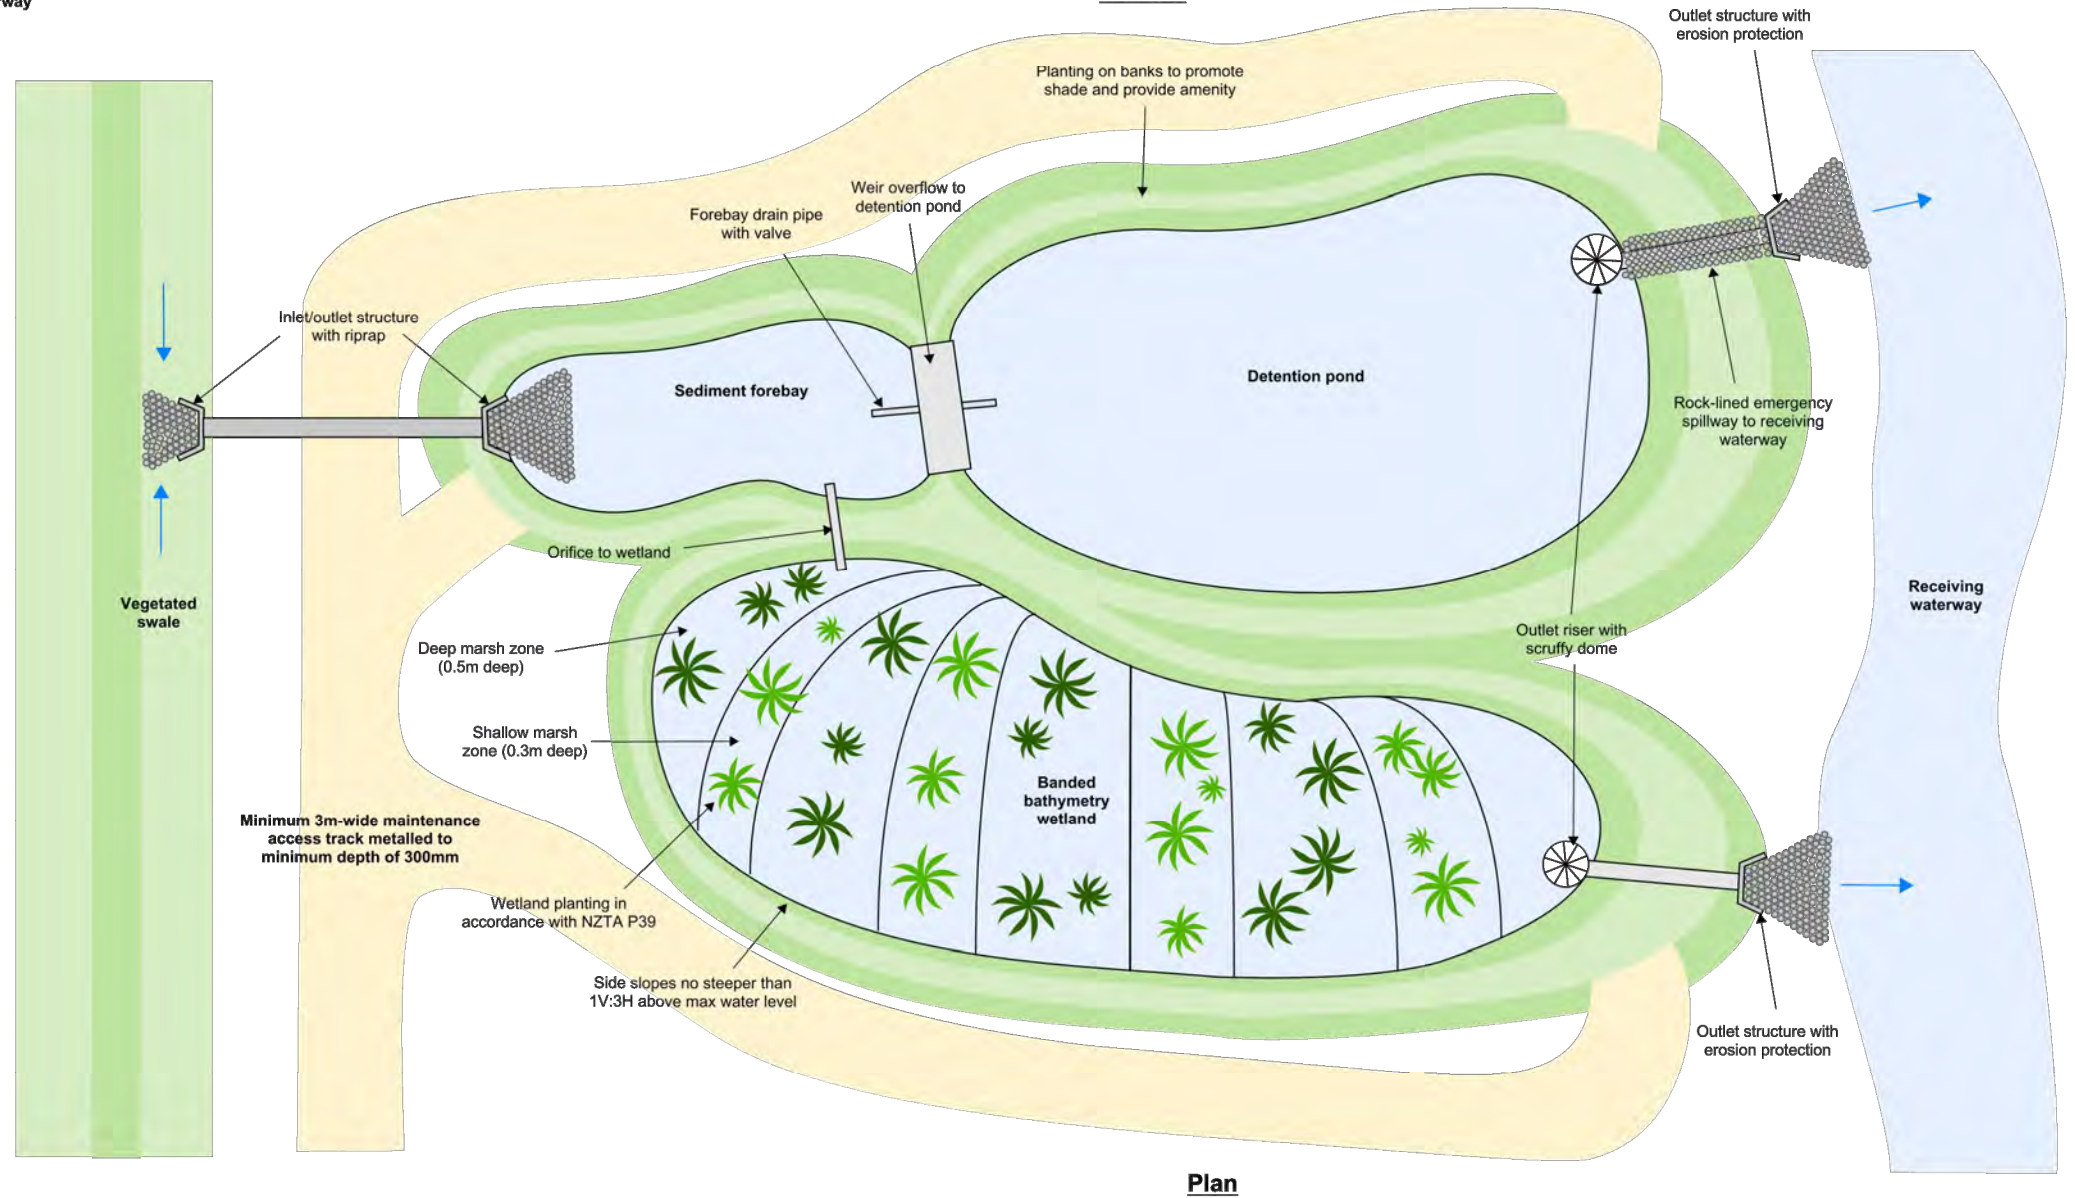 Outlet structure with
erosion protection
Planting on banks to promote
shade and provide amenity
Weir overflow to
detention pond
Forebay drain pipe
with valve
Inlet/outlet structure
with riprap
Sediment forebay
Detention pond
Rock-lined emergency
spillway to receiving
waterway
Orifice to wetland
Vegetated
swale
Receiving
waterway
Outlet riser with
scruffy dome
Deep marsh zone
(0.5m deep)
Shallow marsh
zone (0.3m deep)
Banded
bathymetry
wetland
Minimum 3m-wide maintenance
access track metalled to
minimum depth of 300mm
Wetland planting in
accordance with NZTA P39
Side slopes no steeper than
1V:3H above max water level
Outlet structure with
erosion protection
Plan